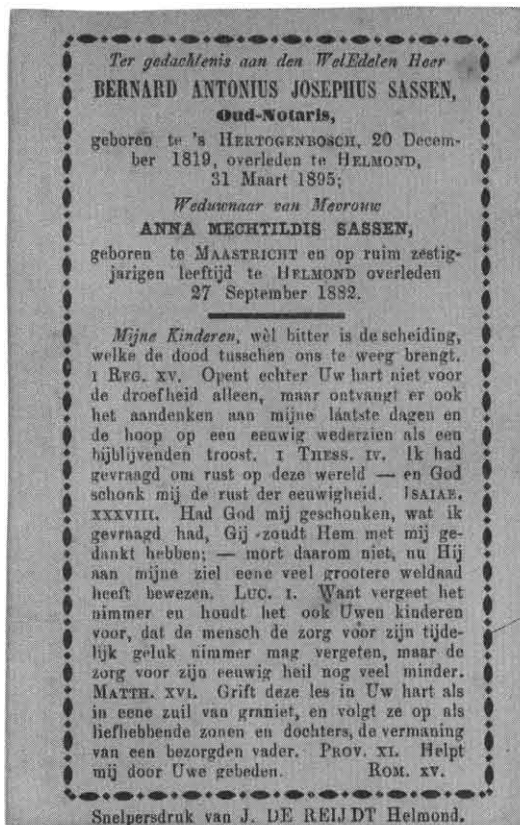 Ter gedachtenis aan den WelEdelen Heer
BERNARD ANTONIUS JOSEPHUS SASSEN,
Oud-Notaris,
geboren te 's HERTOGENBOSCH, 20 Decem-
ber 1819, overleden te HELMOND,
31 Maart 1895;
Weduwnaar van Mevrouw
ANNA MECHTILDIS SASSEN,
geboren te MAASTRICHT en op ruim zestig-
jarigen leeftijd te HELMOND overleden
27 September 1882.
Mijne Kinderen, wèl bitter is de scheiding,
welke de dood tusschen ons te weeg brengt.
I REG. XV. Opent echter Uw hart niet voor
de droefheid alleen, maar ontvangt er ook
het aandenken aan mijne láatste dagen en
de hoop op een eeuwig wederzien als een
bijblijvenden troost. I THESS. IV. Ik had
gevraagd om rust op deze wereld — en God
schonk mij de rust der eeuwigheid. ISAIAE.
XXXVIII. Had God mij geschonken, wat ik
gevraagd had, Gij zoudt Hem met mij ge-
dankt hebben; — mort daarom niet, nu Hij
aan mijne ziel eene veel grootere weldaad
heeft bewezen. LUC. I. Want vergeet het
nimmer en houdt het ook Uwen kinderen
voor, dat de mensch de zorg voor zijn tijde-
lijk geluk nimmer mag vergeten, maar de
zorg voor zijn eeuwig heil nog veel minder.
MATTH. XVI. Grift deze les in Uw hart als
in eene zuil van graniet, en volgt ze op als
liefhebbende zonen en dochters, de vermaning
van een bezorgden vader. PROV. XI. Helpt
mij door Uwe gebeden. ROM. XV.
Snelpersdruk van J. DE REIJDT Helmond.